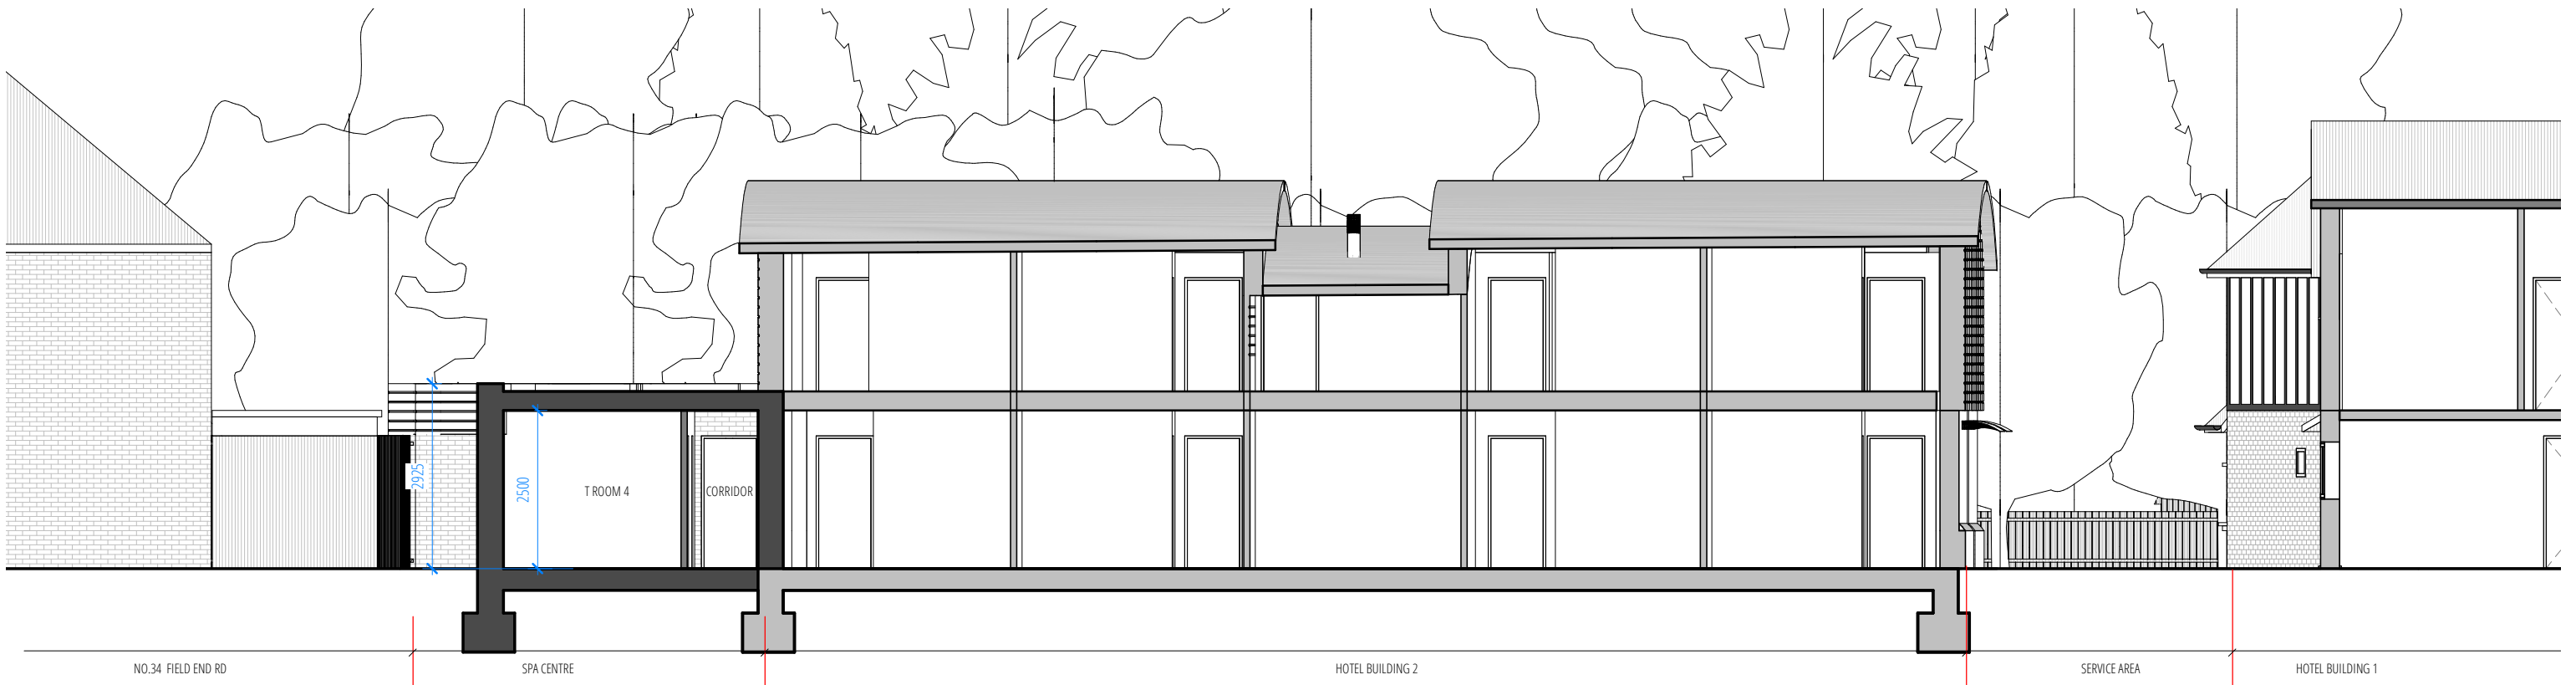 2925
2500
T ROOM 4
CORRIDOR
NO.34 FIELD END RD
SPA CENTRE
HOTEL BUILDING 2
SERVICE AREA
HOTEL BUILDING 1